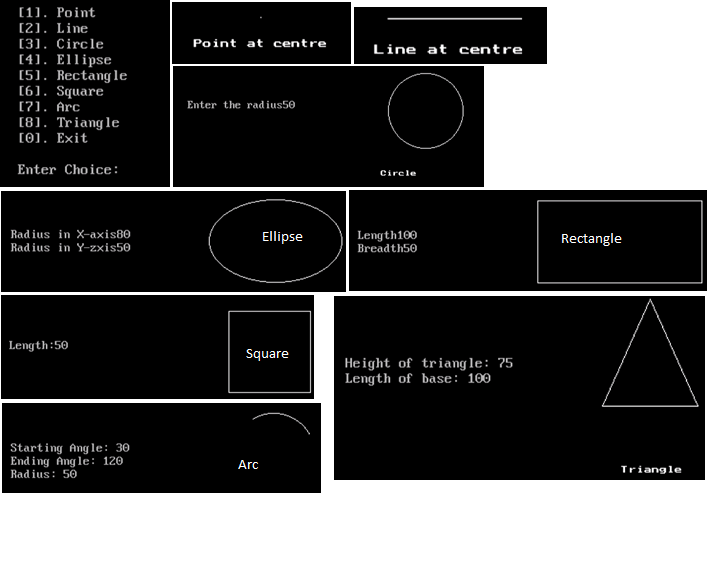 [1]. Point
[2]. Line
[3]. Circle
[4]. Ellipse
[5]. Rectangle
[6]. Square
[7]. Arc
[8]. Triangle
[0]. Exit
Enter Choice:
Point at centre
Line at centre
Enter the radius50
Circle
Radius in X-axis80
Radius in Y-zxis50
Ellipse
Length100
Breadth50
Rectangle
Length:50
Square
Height of triangle: 75
Length of base: 100
Triangle
Starting Angle: 30
Ending Angle: 120
Radius: 50
Arc